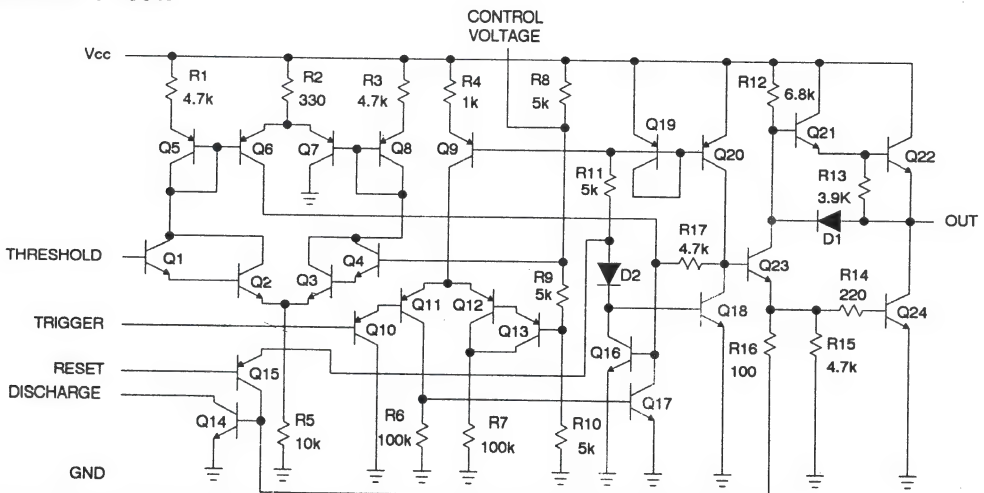 CONTROL
VOLTAGE
Vcc
R1
4.7k
R2
330
R3
4.7k
R4
1k
R8
5k
R12
6.8k
Q5
Q6
Q7
Q8
Q9
Q19
Q20
Q21
Q22
R11
5k
R13
3.9K
OUT
D1
THRESHOLD
Q1
Q2
Q3
Q4
R9
5k
D2
R17
4.7k
Q23
R14
220
TRIGGER
Q10
Q11
Q12
Q13
Q16
Q18
Q24
RESET
Q15
R16
100
R15
4.7k
DISCHARGE
Q14
R5
10k
R6
100k
R7
100k
R10
5k
Q17
GND